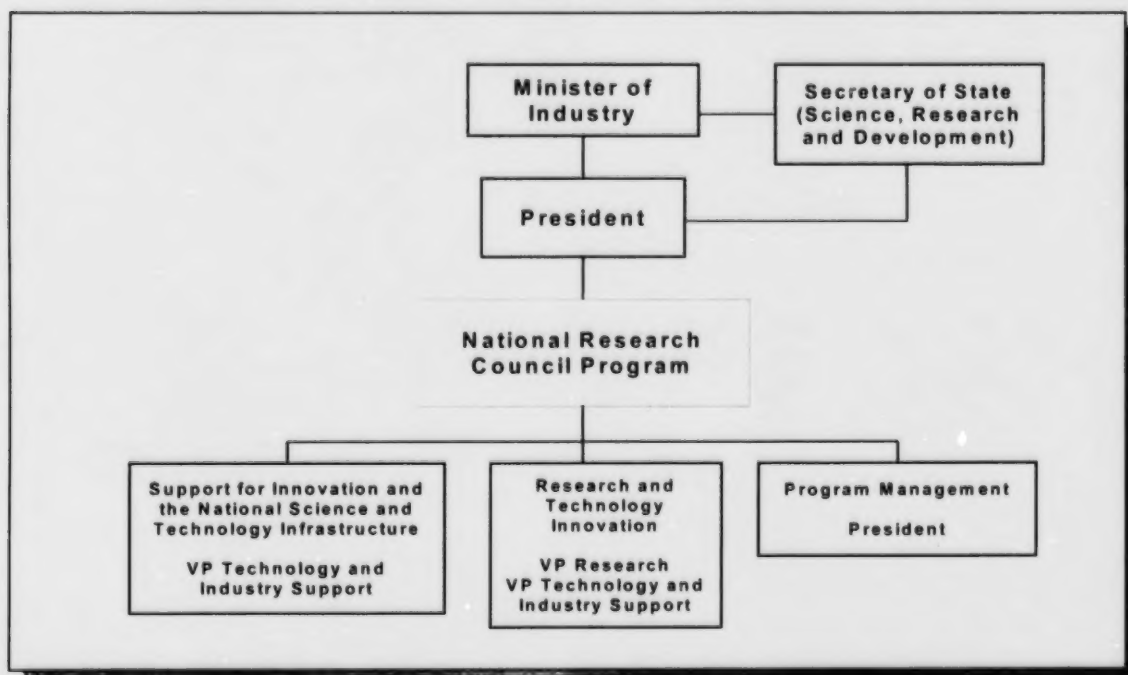 Minister of
Industry
Secretary of State
(Science, Research
and Development)
President
National Research
Council Program
Support for Innovation and
the National Science and
Technology Infrastructure
VP Technology and
Industry Support
Research and
Technology
Innovation
VP Research
VP Technology and
Industry Support
Program Management
President